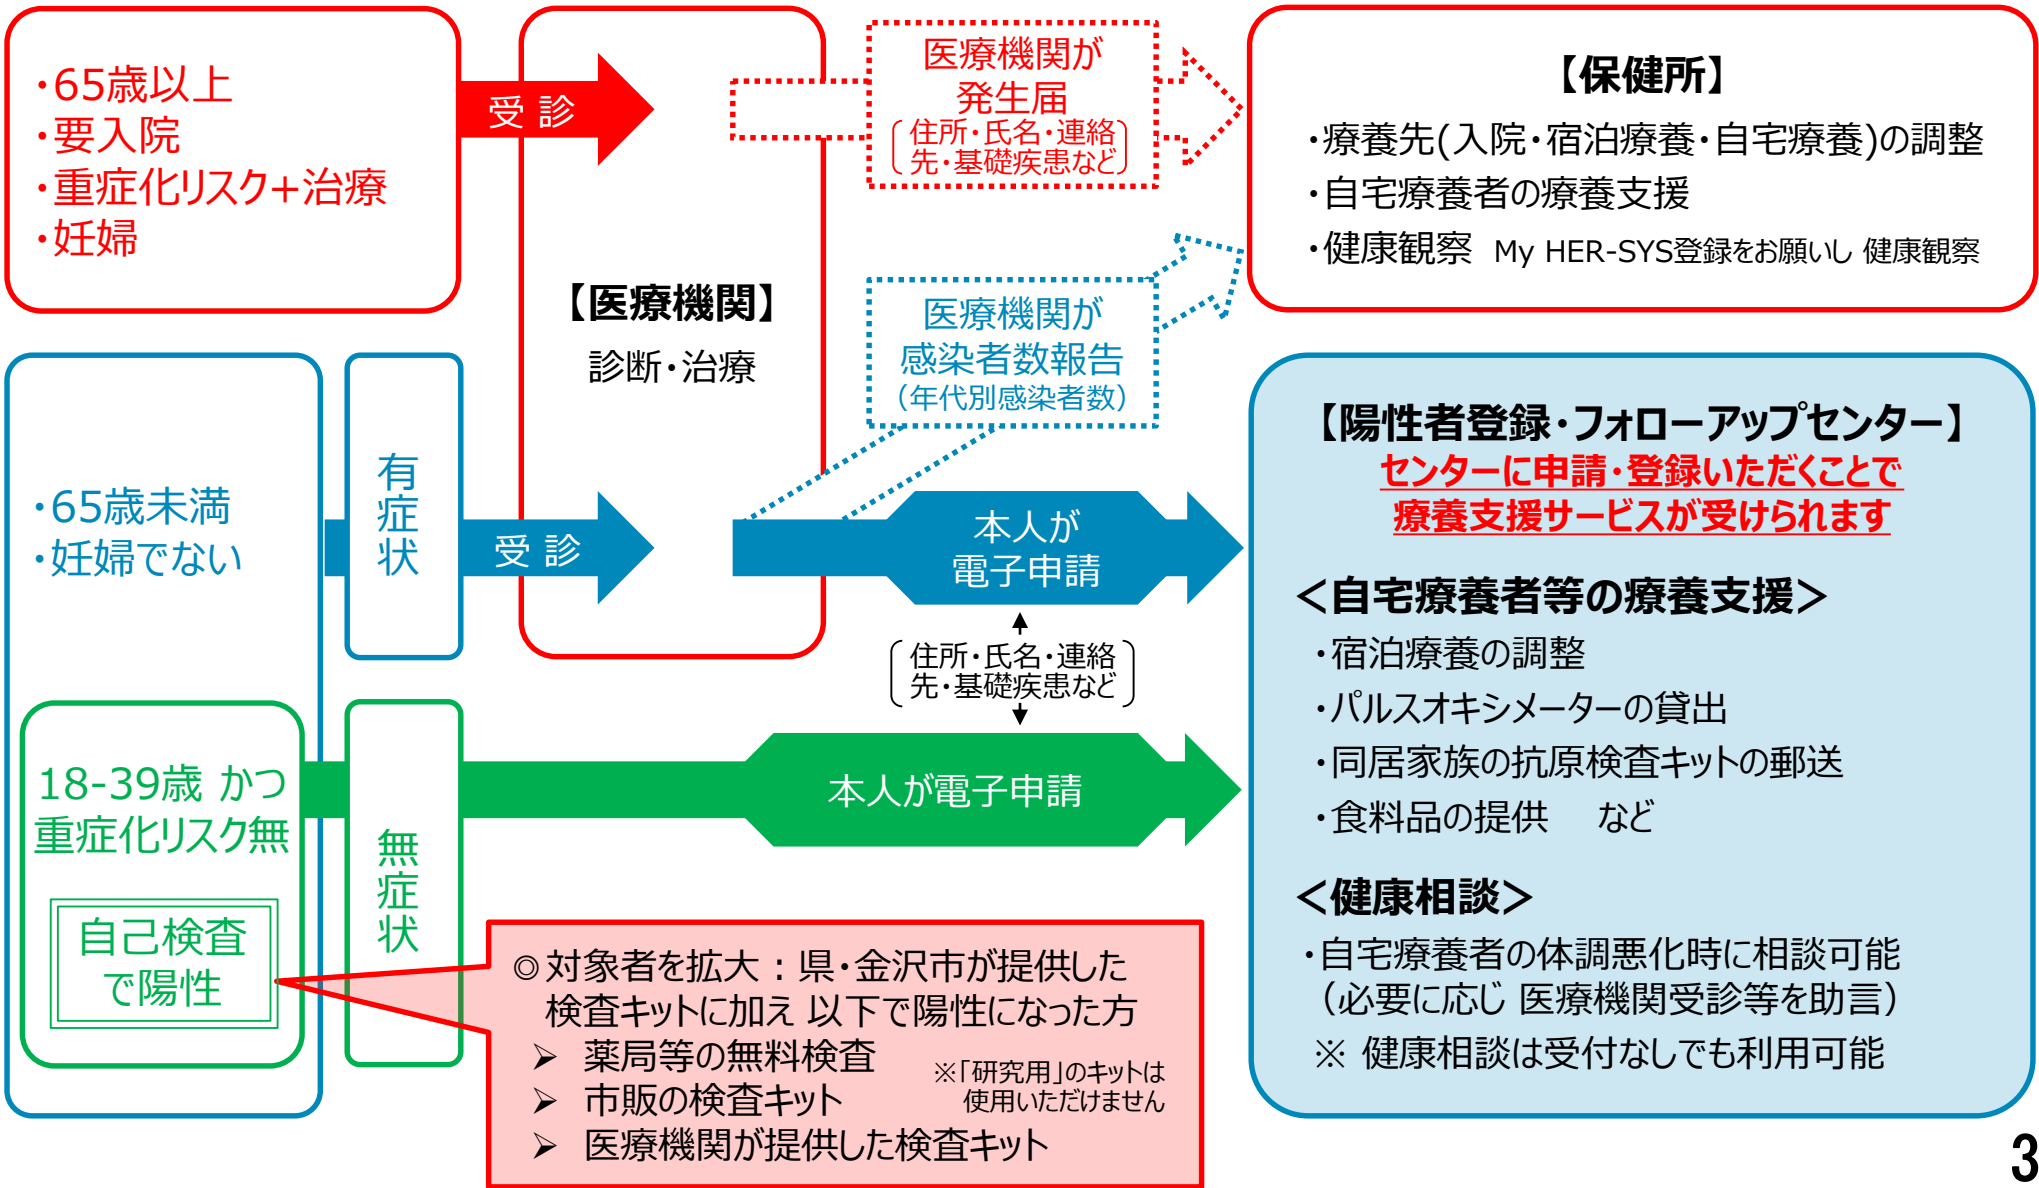 ・65歳以上
・要入院
・重症化リスク+治療
・妊婦
受 診
【医療機関】
診断・治療
医療機関が
発生届
住所・氏名・連絡
先・基礎疾患など
【保健所】
・療養先(入院・宿泊療養・自宅療養)の調整
・自宅療養者の療養支援
・健康観察 My HER-SYS登録をお願いし 健康観察
医療機関が
感染者数報告
（年代別感染者数）
・65歳未満
・妊婦でない
有症状
受 診
本人が
電子申請
住所・氏名・連絡
先・基礎疾患など
18-39歳 かつ
重症化リスク無
自己検査
で陽性
無症状
本人が電子申請
◎対象者を拡大：県・金沢市が提供した
検査キットに加え 以下で陽性になった方
➢ 薬局等の無料検査
➢ 市販の検査キット
➢ 医療機関が提供した検査キット
※「研究用」のキットは
使用いただけません
【陽性者登録・フォローアップセンター】
センターに申請・登録いただくことで
療養支援サービスが受けられます
＜自宅療養者等の療養支援＞
・宿泊療養の調整
・パルスオキシメーターの貸出
・同居家族の抗原検査キットの郵送
・食料品の提供 など
＜健康相談＞
・自宅療養者の体調悪化時に相談可能
（必要に応じ 医療機関受診等を助言）
※ 健康相談は受付なしでも利用可能
3